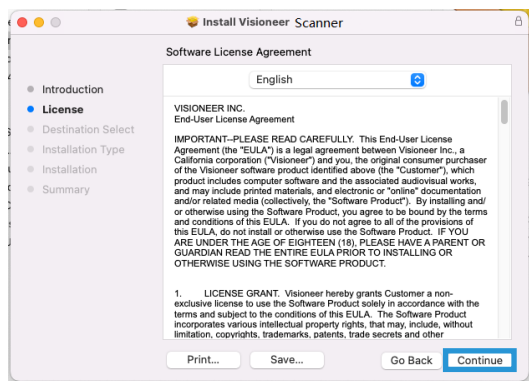 Install Visioneer Scanner
Software License Agreement
English
Introduction
License
Destination Select
Installation Type
Installation
Summary
VISIONEER INC.
End-User License Agreement
IMPORTANT--PLEASE READ CAREFULLY. This End-User License
Agreement (the "EULA") is a legal agreement between Visioneer Inc., a
California corporation ("Visioneer") and you, the original consumer purchaser
of the Visioneer software product identified above (the "Customer"), which
product includes computer software and the associated audiovisual works,
and may include printed materials, and electronic or "online" documentation
and/or related media (collectively, the "Software Product"). By installing and/
or otherwise using the Software Product, you agree to be bound by the terms
and conditions of this EULA. If you do not agree to all of the provisions of
this EULA, do not install or otherwise use the Software Product. IF YOU
ARE UNDER THE AGE OF EIGHTEEN (18), PLEASE HAVE A PARENT OR
GUARDIAN READ THE ENTIRE EULA PRIOR TO INSTALLING OR
OTHERWISE USING THE SOFTWARE PRODUCT.
1. LICENSE GRANT. Visioneer hereby grants Customer a non-
exclusive license to use the Software Product solely in accordance with the
terms and subject to the conditions of this EULA. The Software Product
incorporates various intellectual property rights, that may, include, without
limitation, copyrights, trademarks, patents, trade secrets and other
Print...
Save...
Go Back
Continue